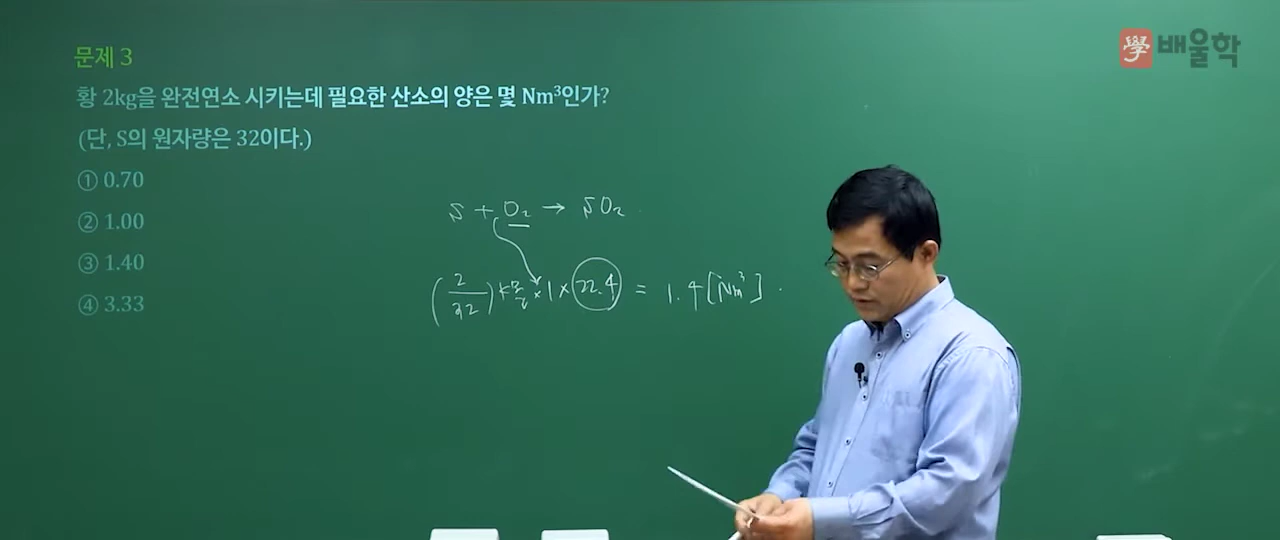 문제 3
學 배울학
황 2kg을 완전연소 시키는데 필요한 산소의 양은 몇 Nm³인가?
(단, S의 원자량은 32이다.)
① 0.70
② 1.00
③ 1.40
④ 3.33
S + O₂ → SO₂
(2/32) × 1 × 22.4 = 1.4 [Nm³]